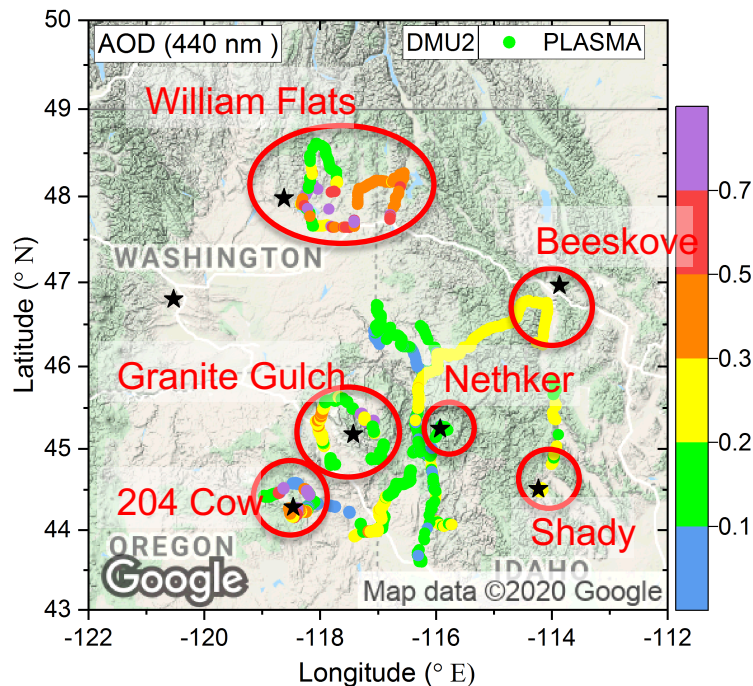 50
AOD (440 nm )
DMU2 PLASMA
William Flats
49
48
0.7
Beeskove
WASHINGTON
47
0.5
Latitude (° N)
46
0.3
Granite Gulch
Nethker
45
0.2
204 Cow
44
0.1
Shady
OREGON
IDAHO
Google
Map data ©2020 Google
43
-122 -120 -118 -116 -114 -112
Longitude (° E)